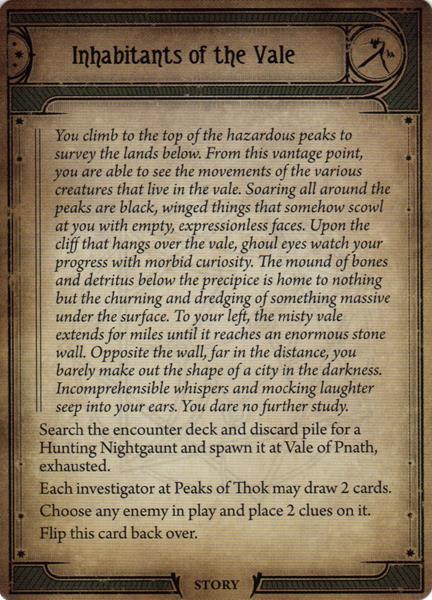 Inhabitants of the Vale
You climb to the top of the hazardous peaks to
survey the lands below. From this vantage point,
you are able to see the movements of the various
creatures that live in the vale. Soaring all around the
peaks are black, winged things that somehow scowl
at you with empty, expressionless faces. Upon the
cliff that hangs over the vale, ghoul eyes watch your
progress with morbid curiosity. The mound of bones
and detritus below the precipice is home to nothing
but the churning and dredging of something massive
under the surface. To your left, the misty vale
extends for miles until it reaches an enormous stone
wall. Opposite the wall, far in the distance, you
barely make out the shape of a city in the darkness.
Incomprehensible whispers and mocking laughter
seep into your ears. You dare no further study.
Search the encounter deck and discard pile for a
Hunting Nightgaunt and spawn it at Vale of Pnath,
exhausted.
Each investigator at Peaks of Thok may draw 2 cards.
Choose any enemy in play and place 2 clues on it.
Flip this card back over.
STORY